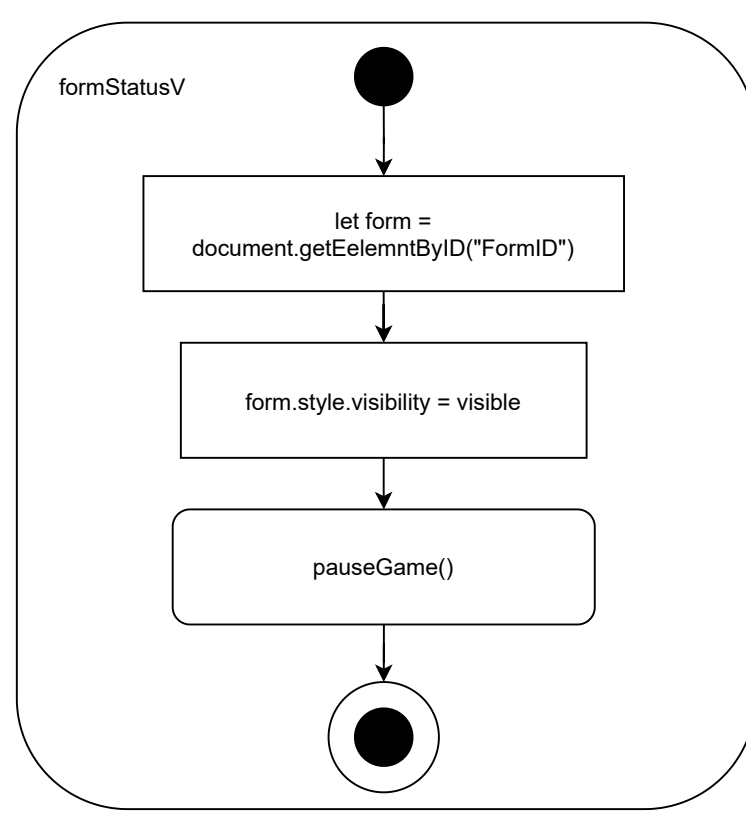 formStatusV
let form =
document.getEelemntByID("FormID")
form.style.visibility = visible
pauseGame()